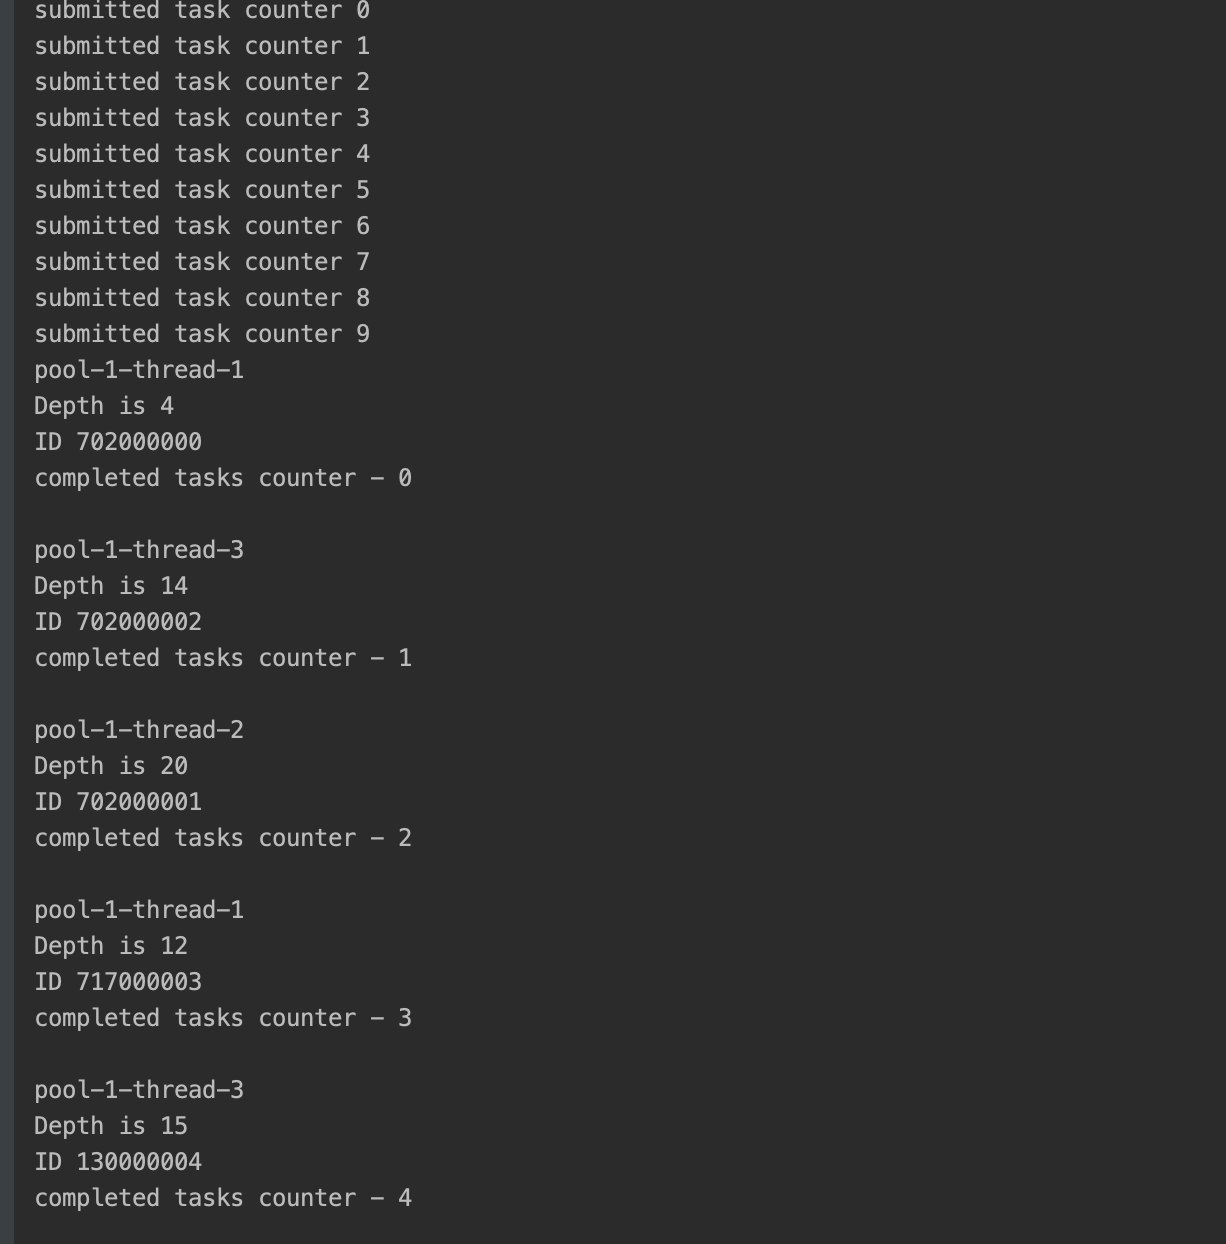 submitted task counter 0
submitted task counter 1
submitted task counter 2
submitted task counter 3
submitted task counter 4
submitted task counter 5
submitted task counter 6
submitted task counter 7
submitted task counter 8
submitted task counter 9
pool-1-thread-1
Depth is 4
ID 702000000
completed tasks counter - 0

pool-1-thread-3
Depth is 14
ID 702000002
completed tasks counter - 1

pool-1-thread-2
Depth is 20
ID 702000001
completed tasks counter - 2

pool-1-thread-1
Depth is 12
ID 717000003
completed tasks counter - 3

pool-1-thread-3
Depth is 15
ID 130000004
completed tasks counter - 4